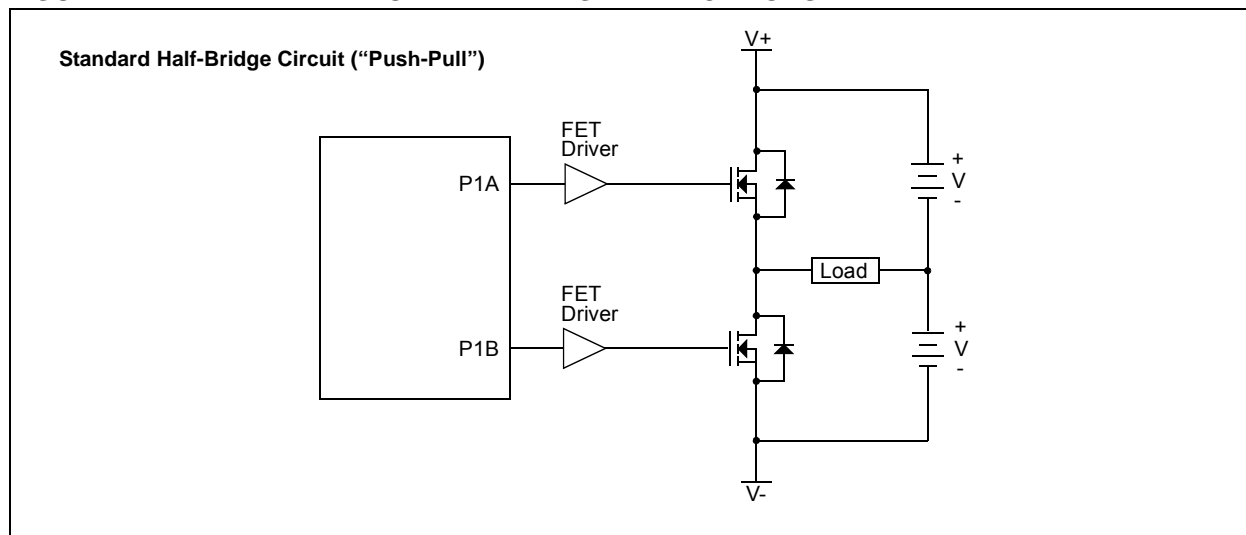 Standard Half-Bridge Circuit (“Push-Pull”)
V+
FET
Driver
P1A
+
V
-
Load
FET
Driver
P1B
+
V
-
V-